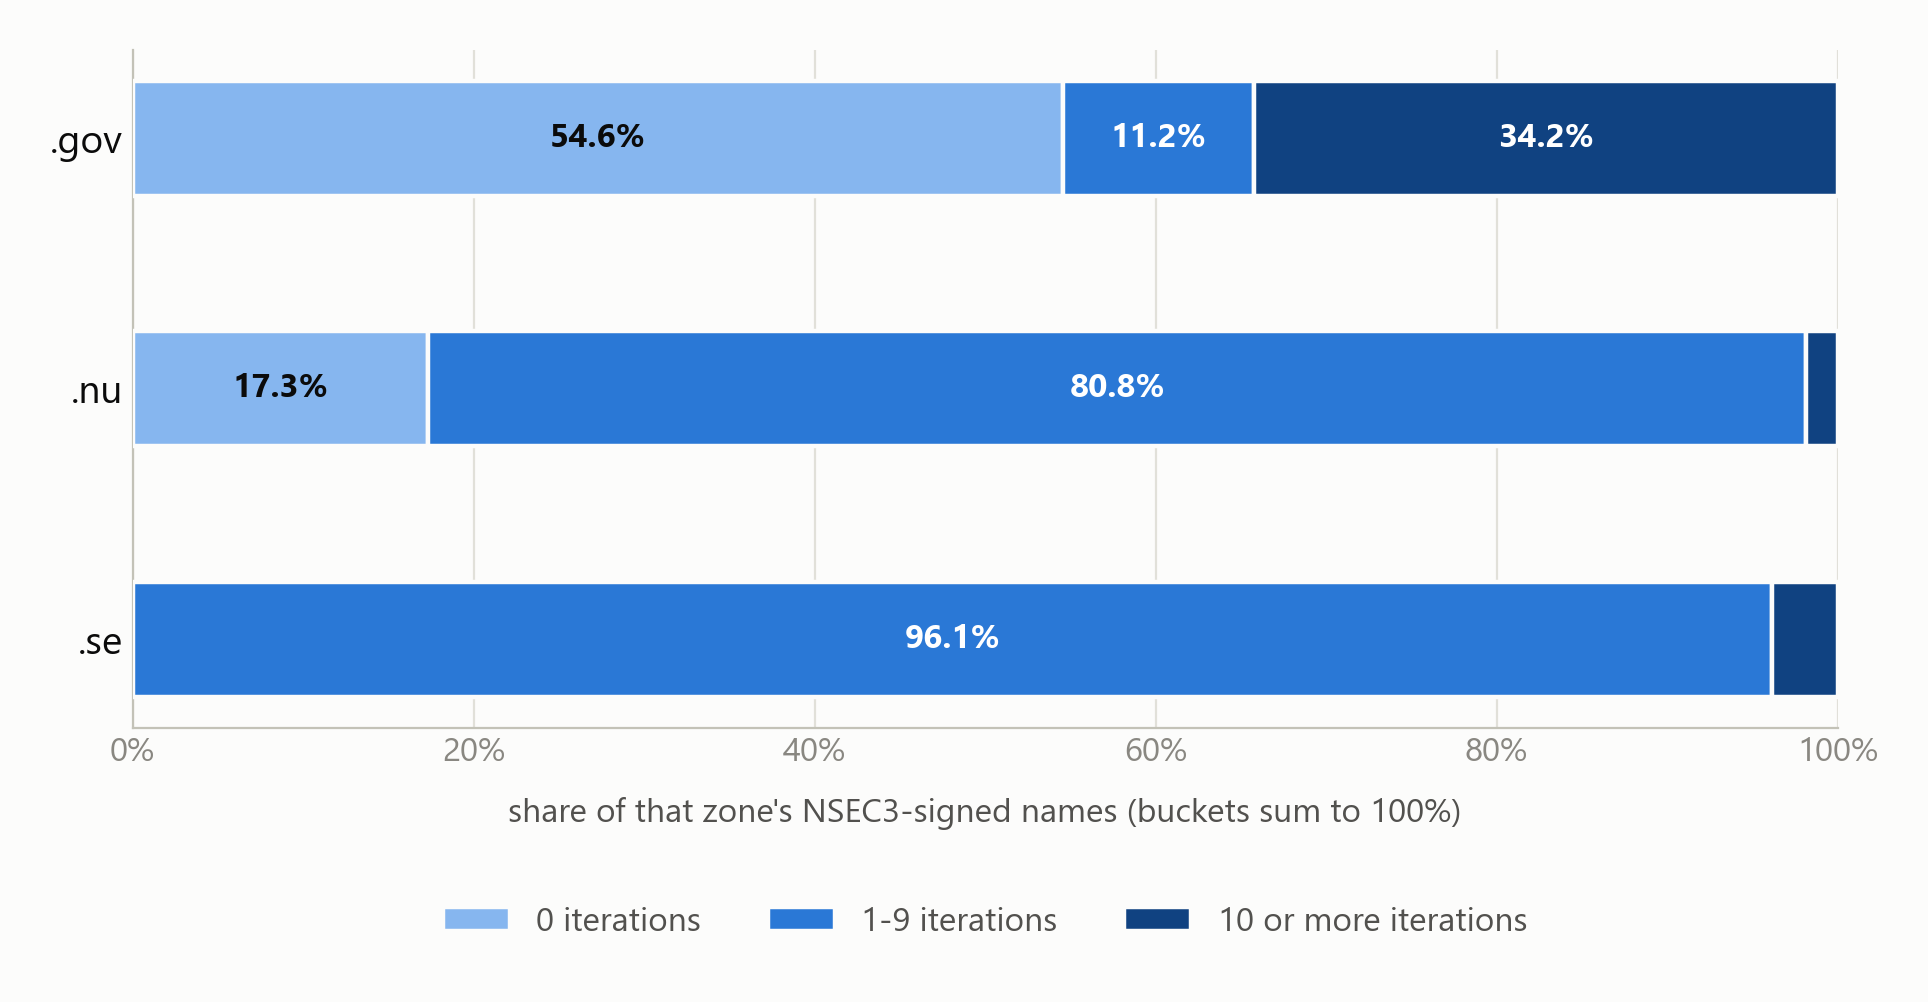 .gov 54.6% 11.2% 34.2%
.nu 17.3% 80.8%
.se 96.1%
0% 20% 40% 60% 80% 100%
share of that zone's NSEC3-signed names (buckets sum to 100%)
0 iterations 1-9 iterations 10 or more iterations